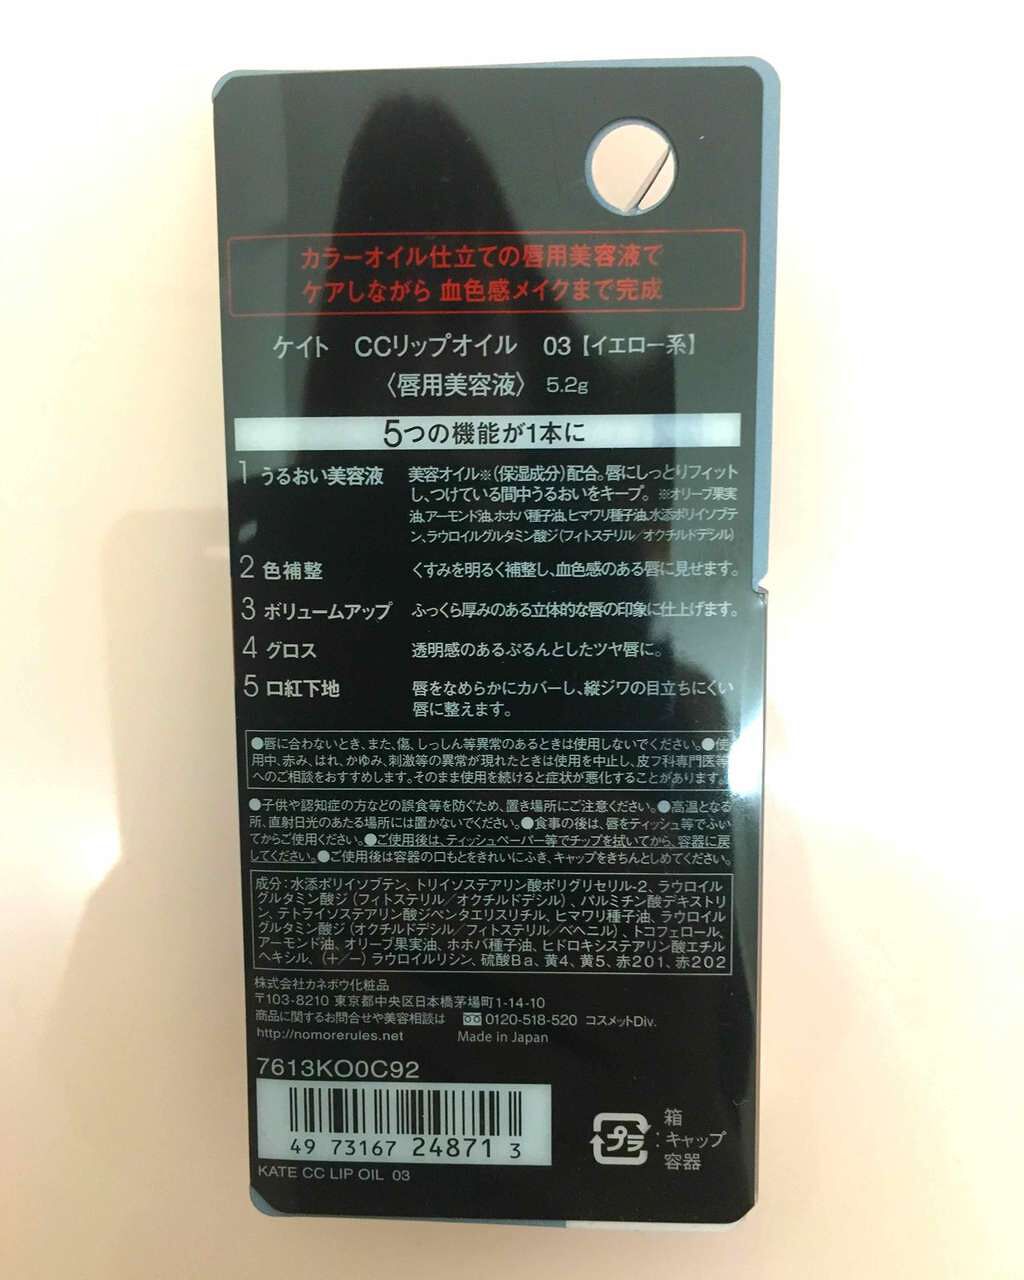 カラーオイル仕立ての唇用美容液で
ケアしながら 血色感メイクまで完成
ケイト CCリップオイル 03【イエロー系】
〈唇用美容液〉 5.2g
5つの機能が1本に
1 うるおい美容液 美容オイル※(保湿成分)配合。唇にしっとりフィット
し、つけている間中うるおいをキープ。 ※オリーブ果実
油、アーモンド油、ホホバ種子油、ヒマワリ種子油、水添ポリイソブテ
ン、ラウロイルグルタミン酸ジ(フィトステリル/オクチルドデシル)
2 色補整 くすみを明るく補整し、血色感のある唇に見せます。
3 ボリュームアップ ふっくら厚みのある立体的な唇の印象に仕上げます。
4 グロス 透明感のあるぷるんとしたツヤ唇に。
5 口紅下地 唇をなめらかにカバーし、縦ジワの目立ちにくい
唇に整えます。
●唇に合わないとき、また、傷、しっしん等異常のあるときは使用しないでください。●使
用中、赤み、はれ、かゆみ、刺激等の異常が現れたときは使用を中止し、皮フ科専門医等
へのご相談をおすすめします。そのまま使用を続けると症状が悪化することがあります。
●子供や認知症の方などの誤食等を防ぐため、置き場所にご注意ください。●高温となる
所、直射日光のあたる場所には置かないでください。●食事の後は、唇をティッシュ等でふい
てからご使用ください。●ご使用後は、ティッシュペーパー等でチップを拭いてから、容器に戻
してください。●ご使用後は容器の口もとをきれいにふき、キャップをきちんとしめてください。
成分:水添ポリイソブテン、トリイソステアリン酸ポリグリセリル-2、ラウロイル
グルタミン酸ジ(フィトステリル/オクチルドデシル)、パルミチン酸デキストリ
ン、テトライソステアリン酸ジペンタエリスリチル、ヒマワリ種子油、ラウロイル
グルタミン酸ジ(オクチルドデシル/フィトステリル/ベヘニル)、トコフェロール、
アーモンド油、オリーブ果実油、ホホバ種子油、ヒドロキシステアリン酸エチル
ヘキシル、(+/-)ラウロイルリシン、硫酸Ba、黄4、黄5、赤201、赤202
株式会社カネボウ化粧品
〒103-8210 東京都中央区日本橋茅場町1-14-10
商品に関するお問合せや美容相談は 0120-518-520 コスメットDiv.
http://nomorerules.net Made in Japan
7613KO0C92
49 73167 24871 3
KATE CC LIP OIL 03
プラ : 箱
キャップ
容器